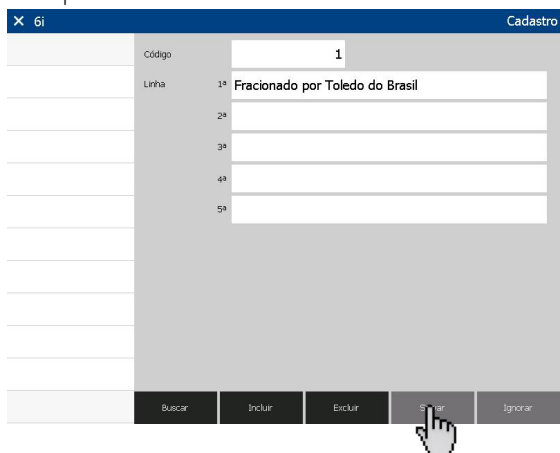 × 6i Cadastro
Código 1
Linha 1ª Fracionado por Toledo do Brasil
2ª
3ª
4ª
5ª
Buscar Incluir Excluir Ignorar